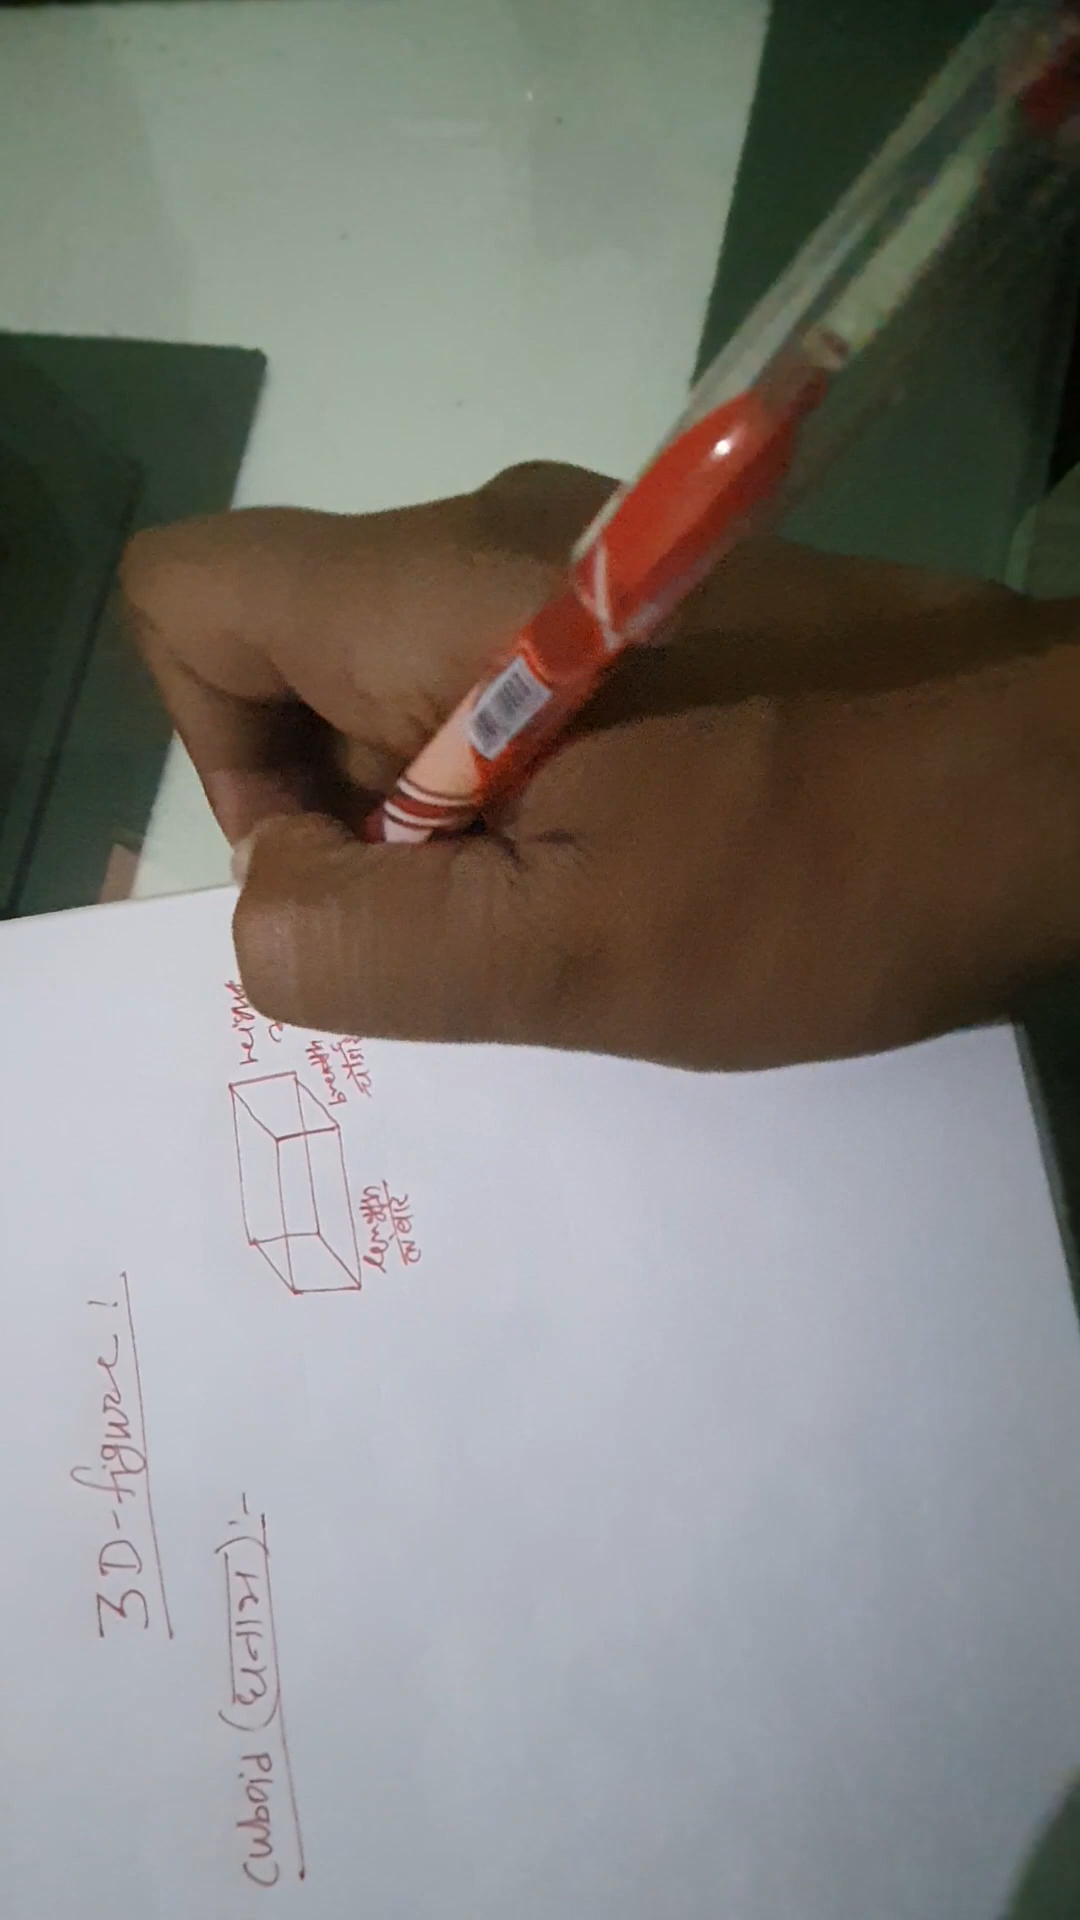 3D-figure !
Cuboid (घनाभ):-
height
breadth
चौड़ाई
length
लंबाई